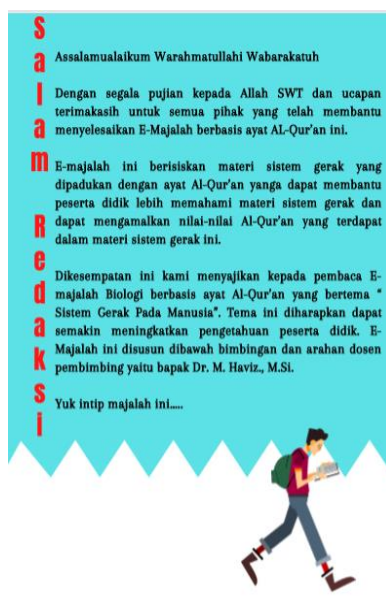 Salam Redaksi
Assalamualaikum Warahmatullahi Wabarakatuh
Dengan segala pujian kepada Allah SWT dan ucapan
terimakasih untuk semua pihak yang telah membantu
menyelesaikan E-Majalah berbasis ayat AL-Qur'an ini.
E-majalah ini berisiskan materi sistem gerak yang
dipadukan dengan ayat Al-Qur'an yanga dapat membantu
peserta didik lebih memahami materi sistem gerak dan
dapat mengamalkan nilai-nilai Al-Qur'an yang terdapat
dalam materi sistem gerak ini.
Dikesempatan ini kami menyajikan kepada pembaca E-
majalah Biologi berbasis ayat Al-Qur'an yang bertema “
Sistem Gerak Pada Manusia”. Tema ini diharapkan dapat
semakin meningkatkan pengetahuan peserta didik. E-
Majalah ini disusun dibawah bimbingan dan arahan dosen
pembimbing yaitu bapak Dr. M. Haviz., M.Si.
Yuk intip majalah ini.....